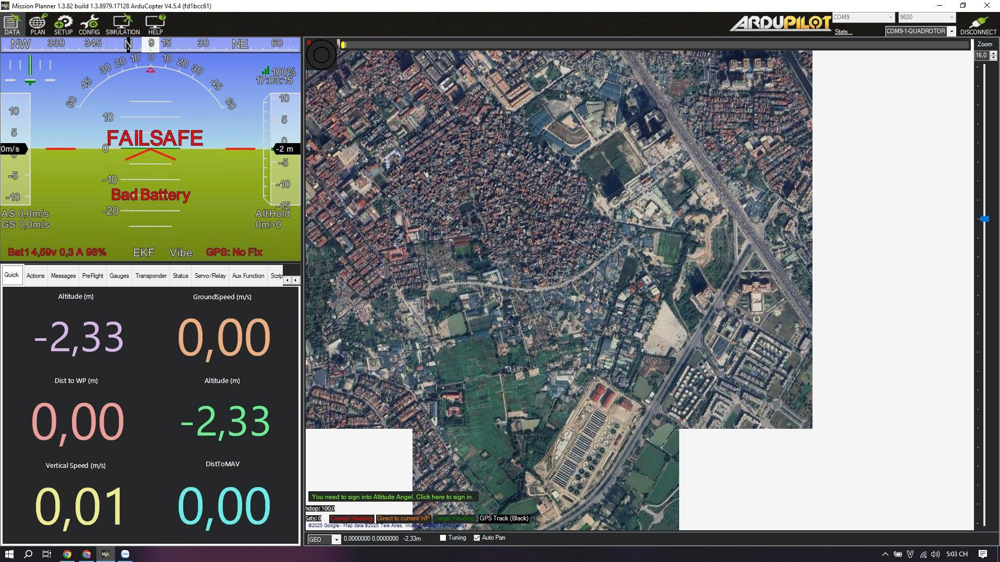 Mission Planner 1.3.82 build 1.3.8979.17128 ArduCopter V4.5.4 (fd1bcc61)
DATA PLAN SETUP CONFIG SIMULATION HELP
ARDUPILOT
COM9 9600
Stats... COM9-1-QUADROTOR DISCONNECT
NW 330 345 N 9 15 30 NE 60
60 45 30 20 10 0 10 20 30 45 60
100%
17:03:15
10
5
0
-5
-10
0m/s
10
0
-10
-20
10
5
0
-5
-10
-15
-2 m
FAILSAFE
Bad Battery
AS 0,0m/s
GS 0,0m/s
AltHold
0m>0
Bat1 4,59v 0,3 A 98% EKF Vibe GPS: No Fix
Quick Actions Messages PreFlight Gauges Transponder Status Servo/Relay Aux Function Scrip
Altitude (m) GroundSpeed (m/s)
-2,33 0,00
Dist to WP (m) Altitude (m)
0,00 -2,33
Vertical Speed (m/s) DistToMAV
0,01 0,00
0
Zoom
16,0
You need to sign into Altitude Angel. Click here to sign in.
hdop: 100,0
Sats: 0 Current Heading Direct to current WP Target Heading GPS Track (Black)
©2025 Google - Map data ©2025 Tele Atlas, Imagery ©2025 TerraMetrics
GEO 0,0000000 0,0000000 -2,33m Tuning Auto Pan
Mp Zalo 5:03 CH